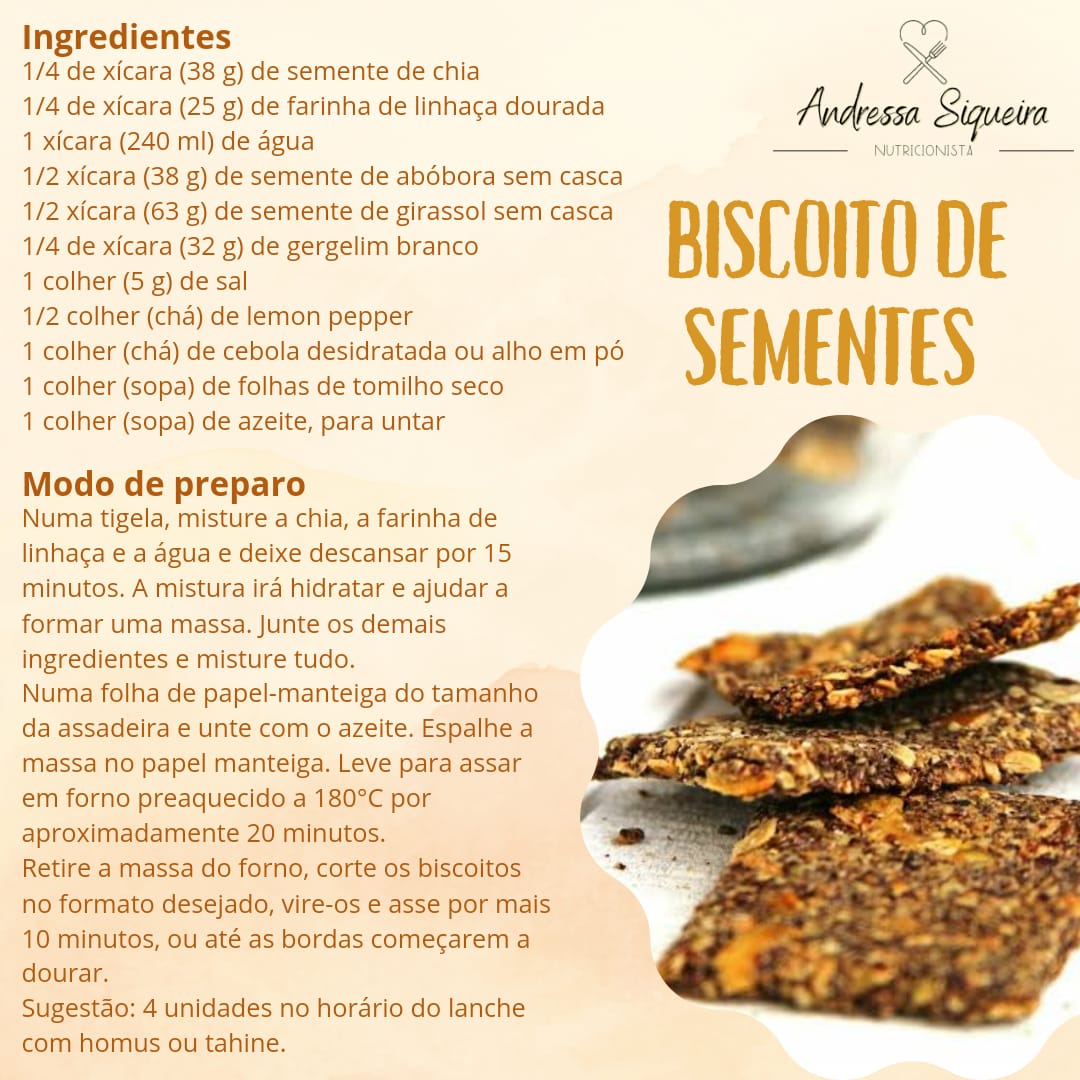 Ingredientes
1/4 de xícara (38 g) de semente de chia
1/4 de xícara (25 g) de farinha de linhaça dourada
1 xícara (240 ml) de água
1/2 xícara (38 g) de semente de abóbora sem casca
1/2 xícara (63 g) de semente de girassol sem casca
1/4 de xícara (32 g) de gergelim branco
1 colher (5 g) de sal
1/2 colher (chá) de lemon pepper
1 colher (chá) de cebola desidratada ou alho em pó
1 colher (sopa) de folhas de tomilho seco
1 colher (sopa) de azeite, para untar
Modo de preparo
Numa tigela, misture a chia, a farinha de
linhaça e a água e deixe descansar por 15
minutos. A mistura irá hidratar e ajudar a
formar uma massa. Junte os demais
ingredientes e misture tudo.
Numa folha de papel-manteiga do tamanho
da assadeira e unte com o azeite. Espalhe a
massa no papel manteiga. Leve para assar
em forno preaquecido a 180°C por
aproximadamente 20 minutos.
Retire a massa do forno, corte os biscoitos
no formato desejado, vire-os e asse por mais
10 minutos, ou até as bordas começarem a
dourar.
Sugestão: 4 unidades no horário do lanche
com homus ou tahine.
Andressa Siqueira
NUTRICIONISTA
BISCOITO DE
SEMENTES